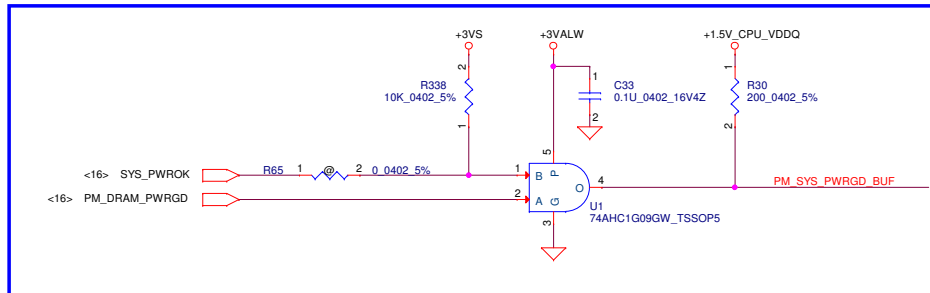 +3VS
+3VALW
+1.5V_CPU_VDDQ
2
R338
10K_0402_5%
1
1
C33
0.1U_0402_16V4Z
2
1
R30
200_0402_5%
2
<16> SYS_PWROK
R65 1 @ 2 0_0402_5%
<16> PM_DRAM_PWRGD
5
1 B P
2 A G
O 4
3
U1
74AHC1G09GW_TSSOP5
PM_SYS_PWRGD_BUF